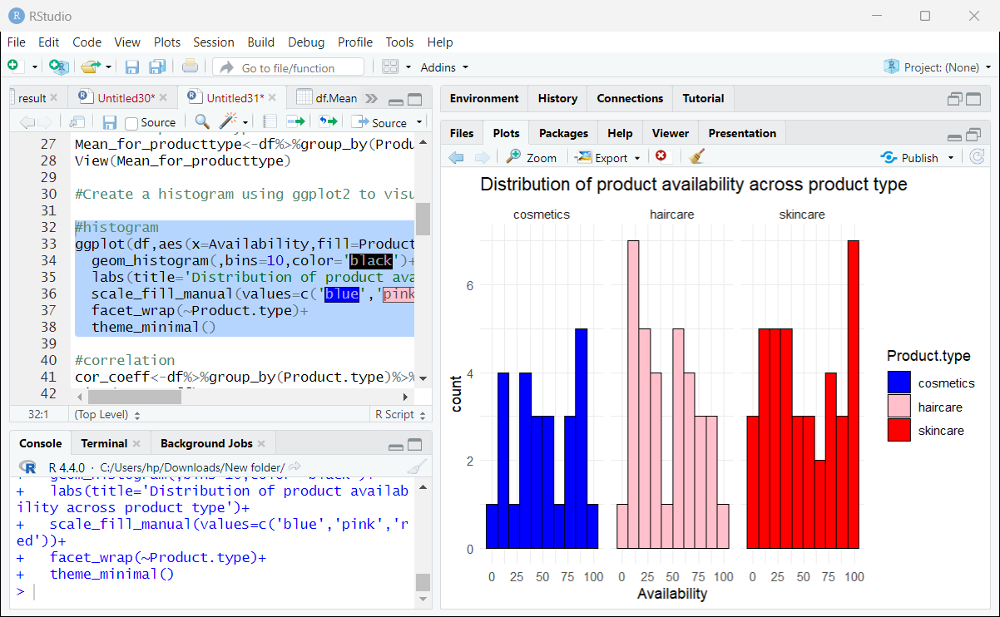 RStudio
File Edit Code View Plots Session Build Debug Profile Tools Help
Go to file/function
Addins
Project: (None)
result
Untitled30*
Untitled31*
df.Mean
Source
Source
27 Mean_for_producttype<-df%>%group_by(Produ
28 View(Mean_for_producttype)
29
30 #Create a histogram using ggplot2 to visu
31
32 #histogram
33 ggplot(df,aes(x=Availability,fill=Product
34 geom_histogram(,bins=10,color='black')+
35 labs(title='Distribution of product ava
36 scale_fill_manual(values=c('blue','pink
37 facet_wrap(~Product.type)+
38 theme_minimal()
39
40 #correlation
41 cor_coeff<-df%>%group_by(Product.type)%>%
42
32:1 (Top Level) R Script
Console Terminal Background Jobs
R R 4.4.0 · C:/Users/hp/Downloads/New folder/
+ geom_histogram(,bins=10,color='black')+
+ labs(title='Distribution of product availab
ility across product type')+
+ scale_fill_manual(values=c('blue','pink','r
ed'))+
+ facet_wrap(~Product.type)+
+ theme_minimal()
>
Environment History Connections Tutorial
Files Plots Packages Help Viewer Presentation
Zoom Export Publish
Distribution of product availability across product type
cosmetics haircare skincare
6
4
2
0
count
0 25 50 75 100 0 25 50 75 100 0 25 50 75 100
Availability
Product.type
cosmetics
haircare
skincare